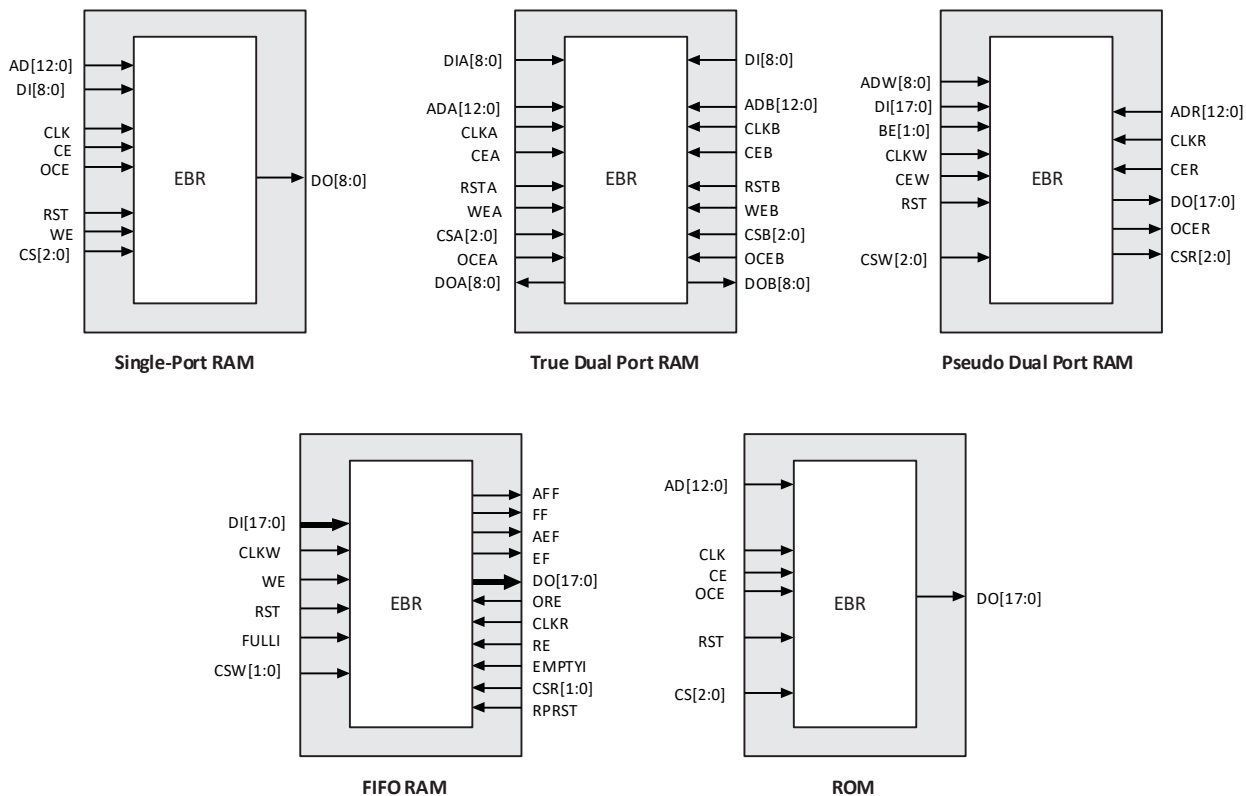 AD[12:0]
DI[8:0]
CLK
CE
OCE
RST
WE
CS[2:0]
EBR
DO[8:0]
Single-Port RAM
DIA[8:0]
ADA[12:0]
CLKA
CEA
RSTA
WEA
CSA[2:0]
OCEA
DOA[8:0]
EBR
DI[8:0]
ADB[12:0]
CLKB
CEB
RSTB
WEB
CSB[2:0]
OCEB
DOB[8:0]
True Dual Port RAM
ADW[8:0]
DI[17:0]
BE[1:0]
CLKW
CEW
RST
CSW[2:0]
EBR
ADR[12:0]
CLKR
CER
DO[17:0]
OCER
CSR[2:0]
Pseudo Dual Port RAM
DI[17:0]
CLKW
WE
RST
FULLI
CSW[1:0]
EBR
AFF
FF
AEF
EF
DO[17:0]
ORE
CLKR
RE
EMPTYI
CSR[1:0]
RPRST
FIFO RAM
AD[12:0]
CLK
CE
OCE
RST
CS[2:0]
EBR
DO[17:0]
ROM